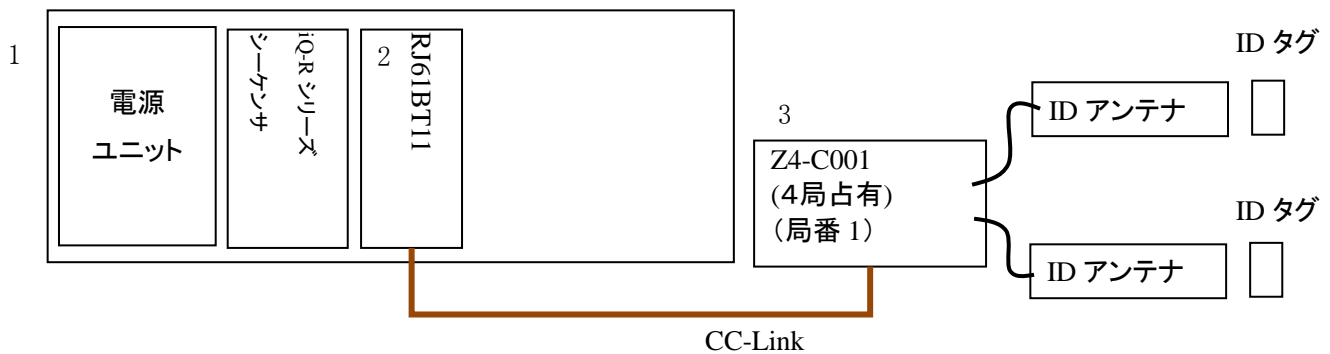 1
電源
ユニット
iQ-R シリーズ
シーケンサ
2
RJ61BT11
3
Z4-C001
(４局占有)
（局番 1）
ID アンテナ
ID タグ
ID アンテナ
ID タグ
CC-Link